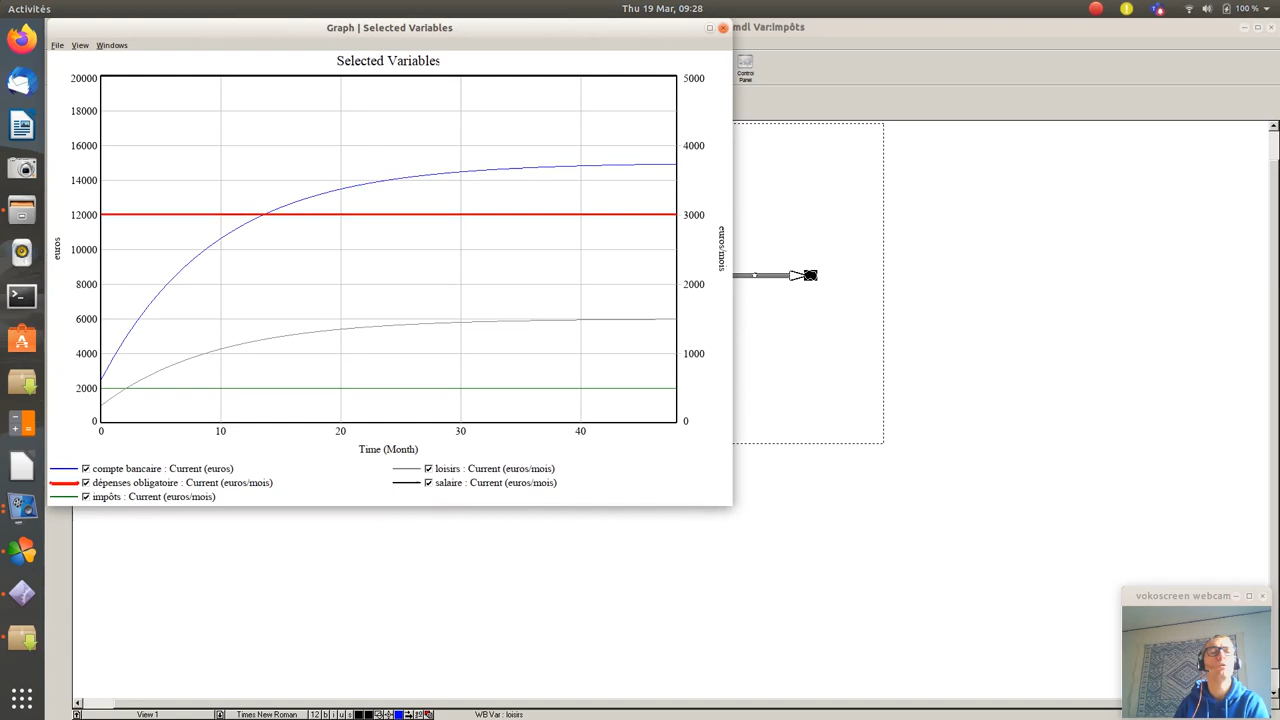 Activités
Thu 19 Mar, 09:28
100 %
Graph | Selected Variables
mdl Var:impôts
File View Windows
Control
Panel
Selected Variables
20000
18000
16000
14000
12000
10000
8000
6000
4000
2000
0
euros
5000
4000
3000
2000
1000
0
euros/mois
0 10 20 30 40
Time (Month)
compte bancaire : Current (euros)
loisirs : Current (euros/mois)
dépenses obligatoire : Current (euros/mois)
salaire : Current (euros/mois)
impôts : Current (euros/mois)
vokoscreen webcam
View 1
Times New Roman
12 b i u s
WB Var : loisirs